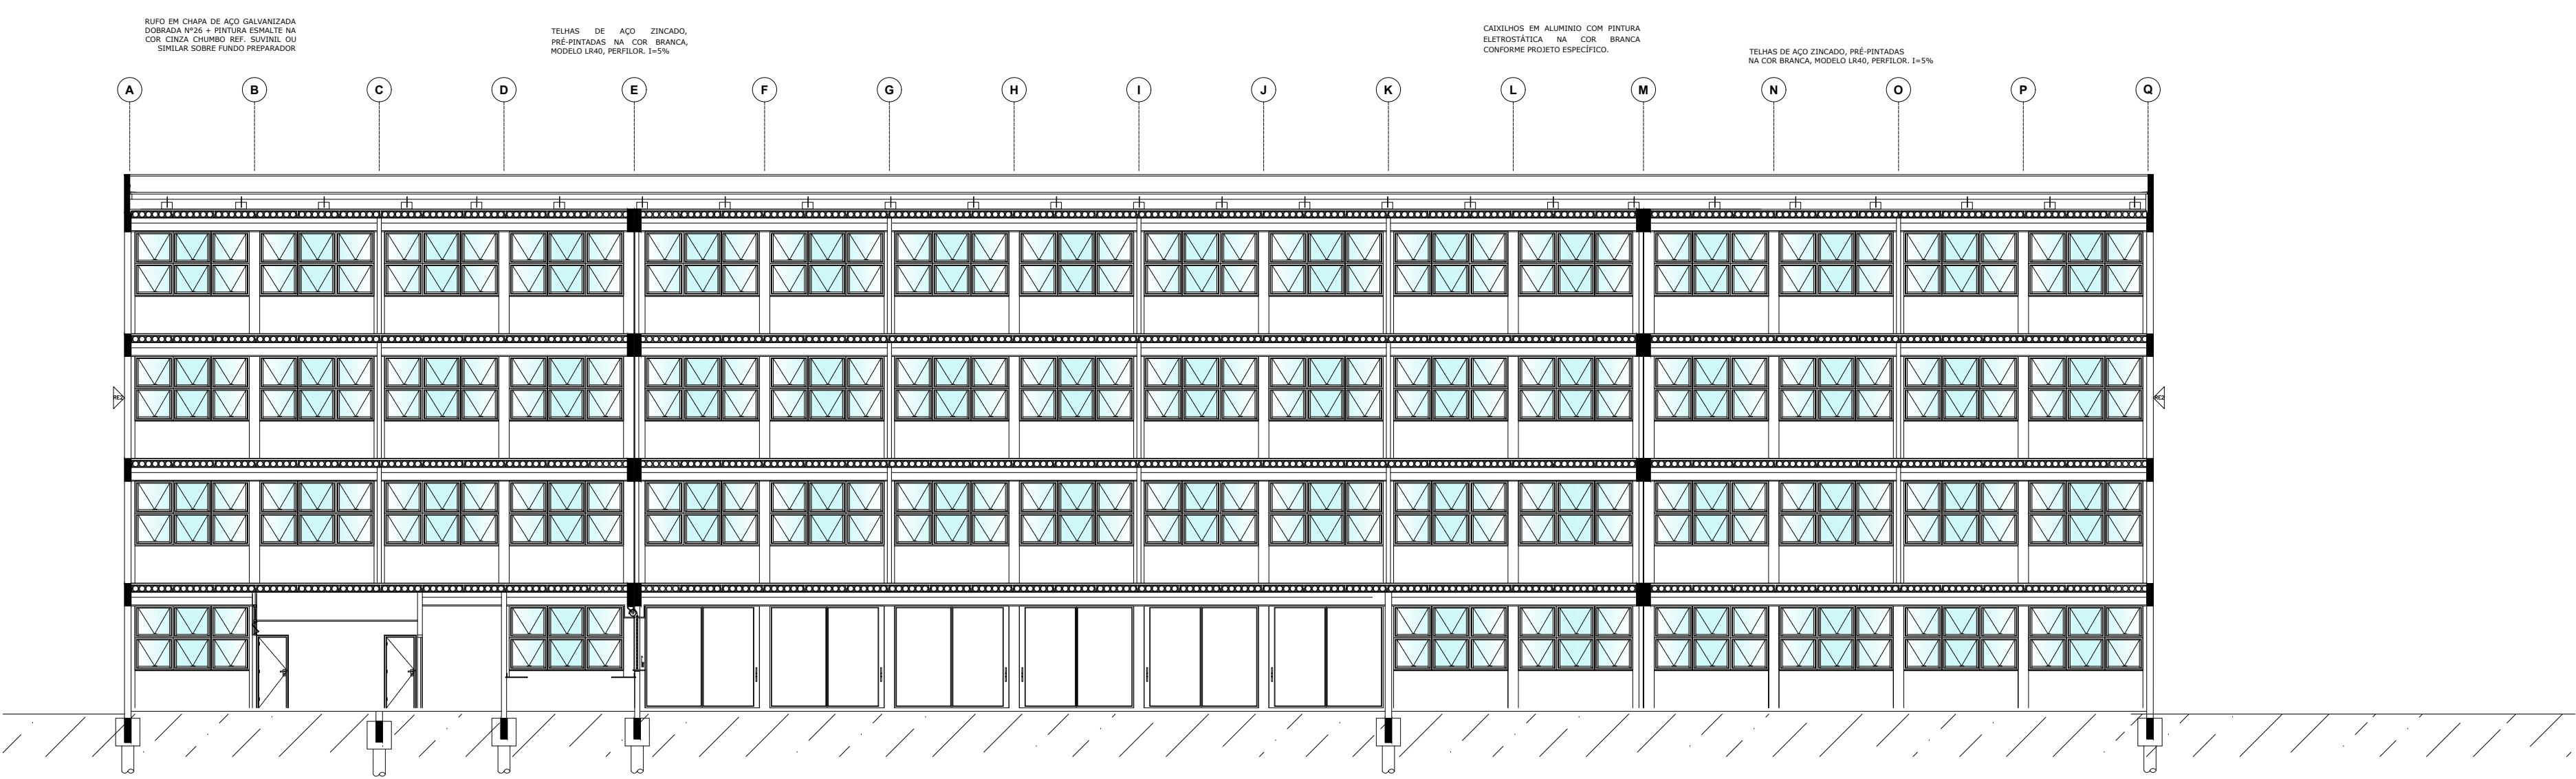 RUFO EM CHAPA DE AÇO GALVANIZADA
DOBRADA Nº26 + PINTURA ESMALTE NA
COR CINZA CHUMBO REF. SUVINIL OU
SIMILAR SOBRE FUNDO PREPARADOR
TELHAS DE AÇO ZINCADO,
PRÉ-PINTADAS NA COR BRANCA,
MODELO LR40, PERFILOR. I=5%
CAIXILHOS EM ALUMINIO COM PINTURA
ELETROSTÁTICA NA COR BRANCA
CONFORME PROJETO ESPECÍFICO.
TELHAS DE AÇO ZINCADO, PRÉ-PINTADAS
NA COR BRANCA, MODELO LR40, PERFILOR. I=5%
A B C D E F G H I J K L M N O P Q
RE2 RE2